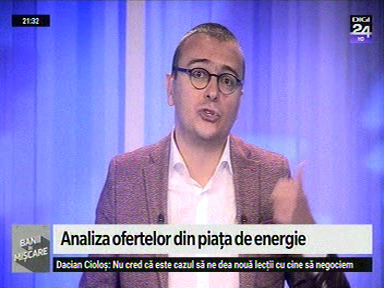 21:32
DIGI
24
HD
BANII
ÎN
MIȘCARE
Analiza ofertelor din piața de energie
Dacian Cioloș: Nu cred că este cazul să ne dea nouă lecții cu cine să negociem